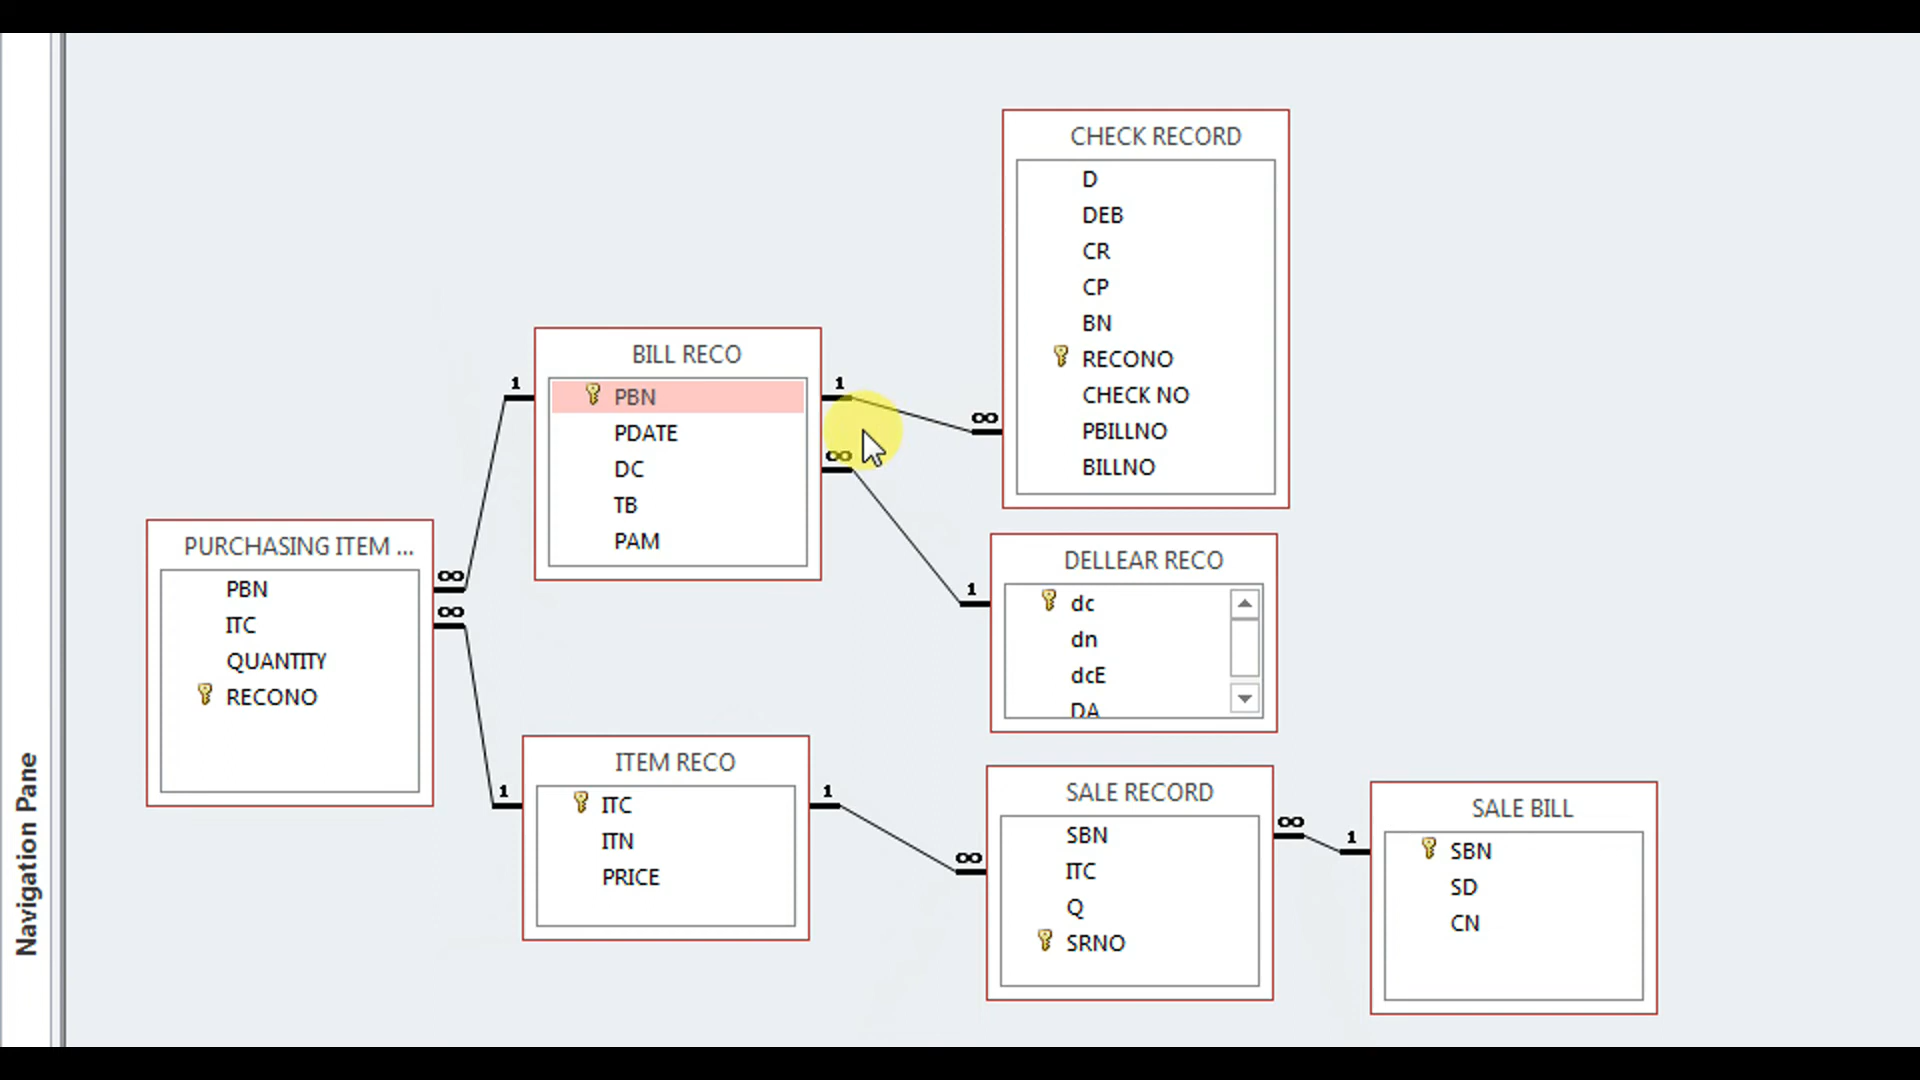 Navigation Pane
CHECK RECORD
D
DEB
CR
CP
BN
RECONO
CHECK NO
PBILLNO
BILLNO
BILL RECO
PBN
PDATE
DC
TB
PAM
1
1
∞
∞
1
PURCHASING ITEM ...
PBN
ITC
QUANTITY
RECONO
∞
∞
DELLEAR RECO
dc
dn
dcE
DA
ITEM RECO
ITC
ITN
PRICE
1
1
∞
SALE RECORD
SBN
ITC
Q
SRNO
∞
1
SALE BILL
SBN
SD
CN